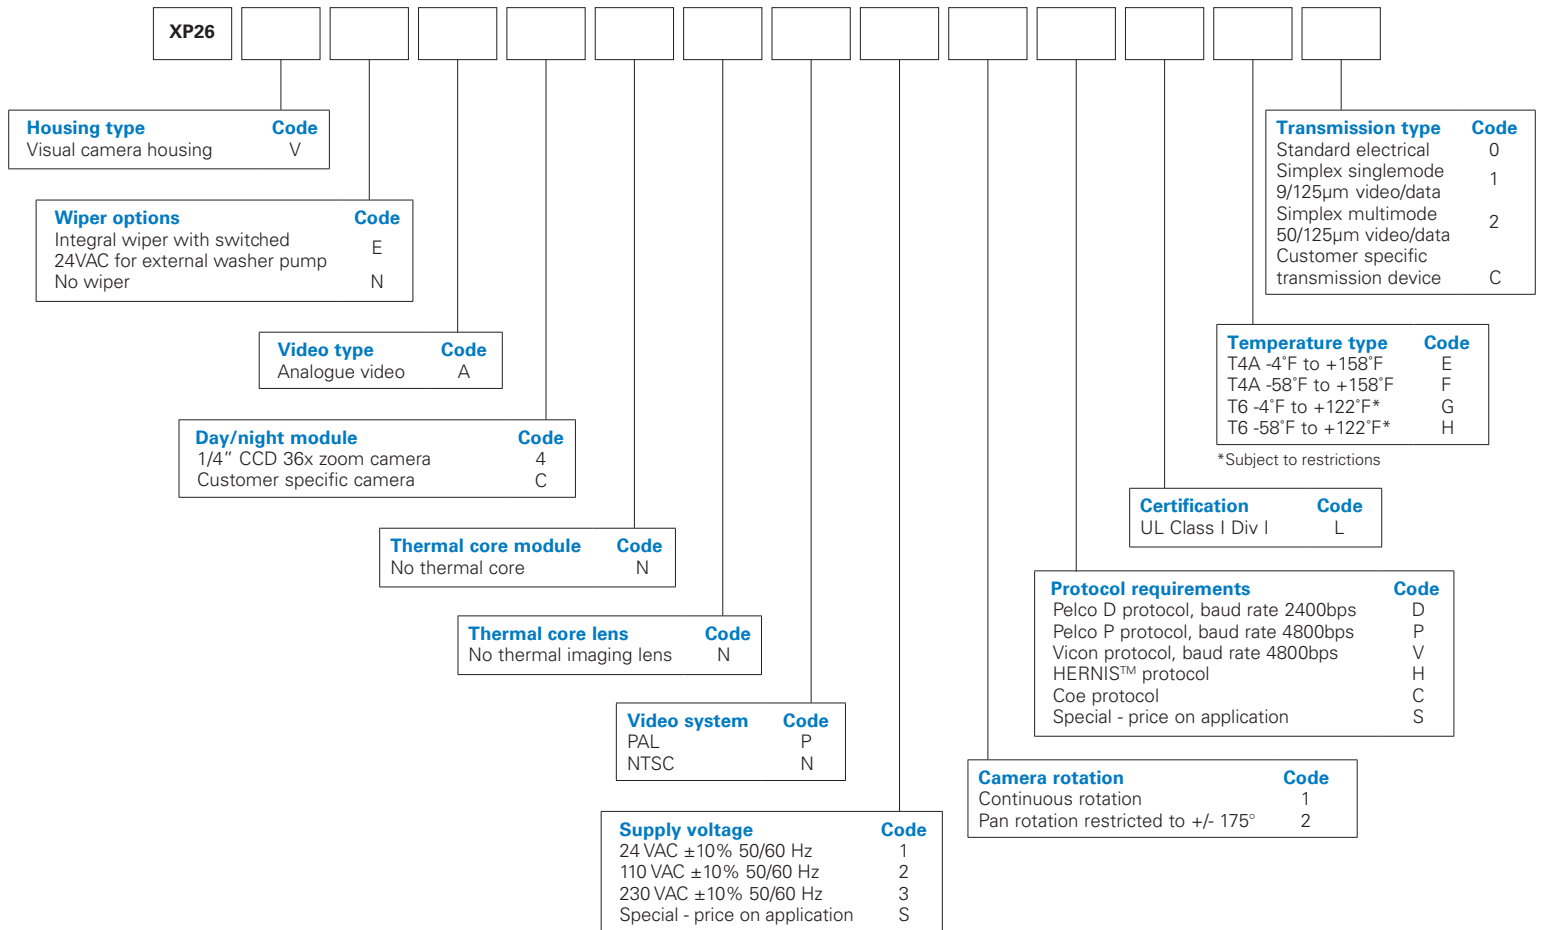 XP26
Housing type Code
Visual camera housing V
Wiper options Code
Integral wiper with switched
24VAC for external washer pump E
No wiper N
Video type Code
Analogue video A
Day/night module Code
1/4” CCD 36x zoom camera 4
Customer specific camera C
Thermal core module Code
No thermal core N
Thermal core lens Code
No thermal imaging lens N
Video system Code
PAL P
NTSC N
Supply voltage Code
24 VAC ±10% 50/60 Hz 1
110 VAC ±10% 50/60 Hz 2
230 VAC ±10% 50/60 Hz 3
Special - price on application S
Camera rotation Code
Continuous rotation 1
Pan rotation restricted to +/- 175° 2
Protocol requirements Code
Pelco D protocol, baud rate 2400bps D
Pelco P protocol, baud rate 4800bps P
Vicon protocol, baud rate 4800bps V
HERNIS™ protocol H
Coe protocol C
Special - price on application S
Certification Code
UL Class I Div I L
Temperature type Code
T4A -4˚F to +158˚F E
T4A -58˚F to +158˚F F
T6 -4˚F to +122˚F* G
T6 -58˚F to +122˚F* H
*Subject to restrictions
Transmission type Code
Standard electrical 0
Simplex singlemode
9/125µm video/data 1
Simplex multimode
50/125µm video/data 2
Customer specific
transmission device C